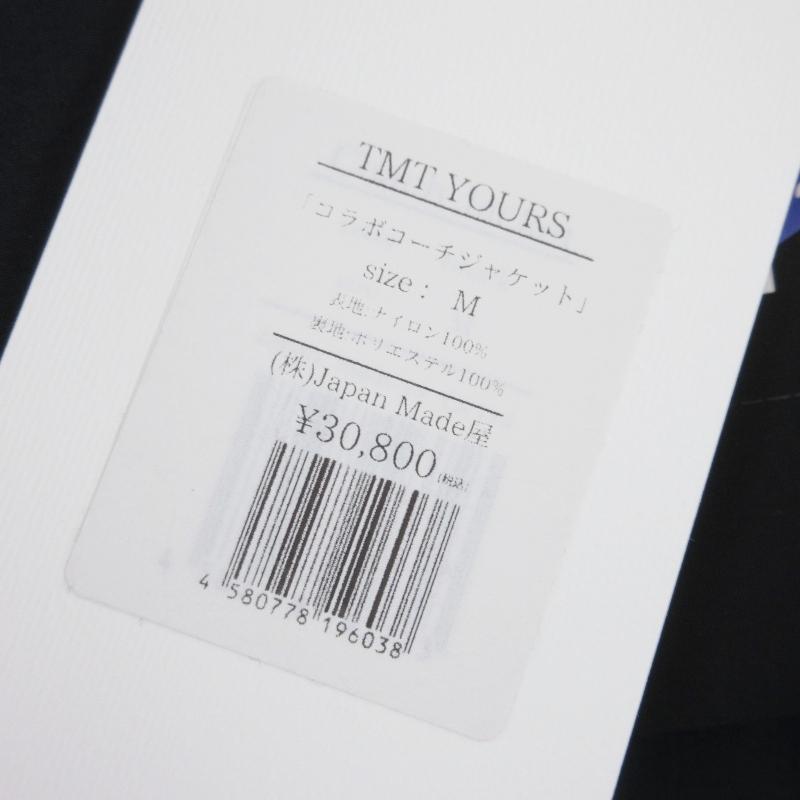 TMT YOURS
「コラボコーチジャケット」
size： M
表地:ナイロン100%
裏地:ポリエステル100%
(株)Japan Made屋
¥30,800(税込)
4 580778 196038